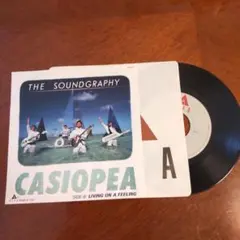 THE SOUNDGRAPHY
CASIOPEA
LIVING ON A FEELING
A